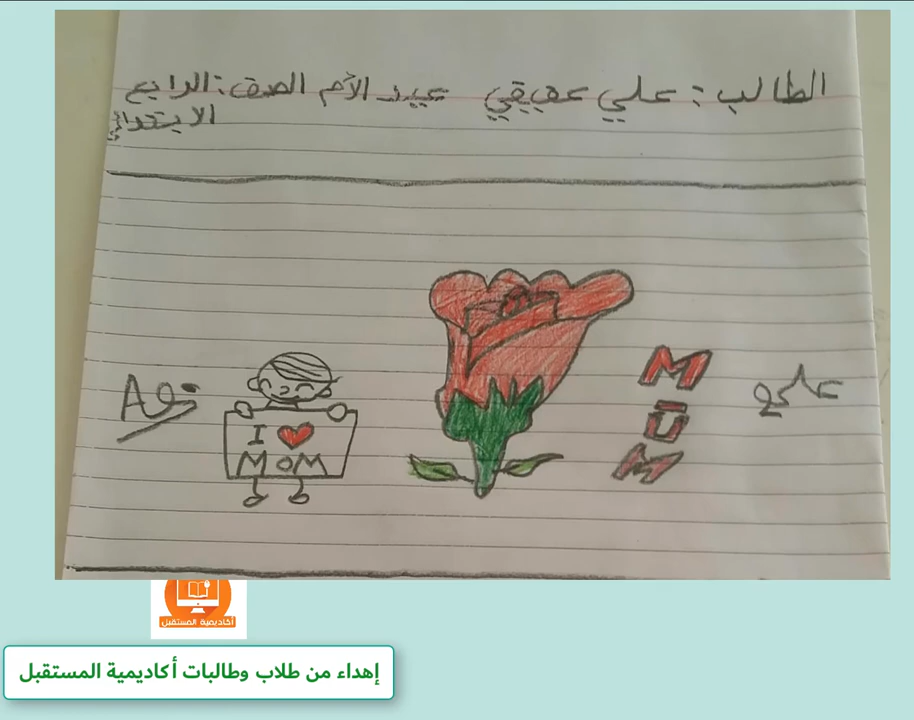 الطالب : علي عقيقي عيد الأم الصف : الرابع
الابتدائي
علي
MUM
I ❤
MOM
Ali
أكاديمية المستقبل
إهداء من طلاب وطالبات أكاديمية المستقبل